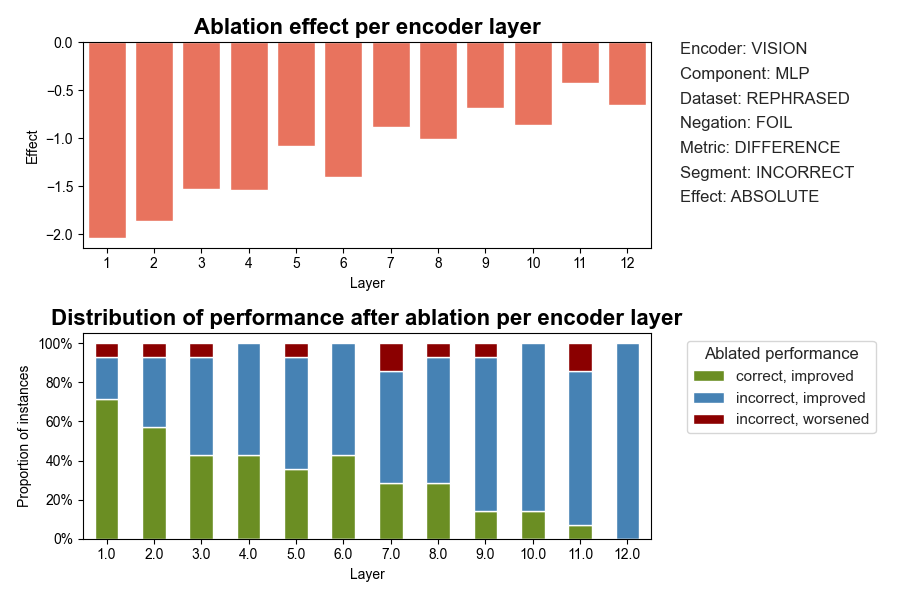 Ablation effect per encoder layer
Effect
0.0
−0.5
−1.0
−1.5
−2.0
1 2 3 4 5 6 7 8 9 10 11 12
Layer
Encoder: VISION
Component: MLP
Dataset: REPHRASED
Negation: FOIL
Metric: DIFFERENCE
Segment: INCORRECT
Effect: ABSOLUTE
Distribution of performance after ablation per encoder layer
Proportion of instances
100%
80%
60%
40%
20%
0%
1.0 2.0 3.0 4.0 5.0 6.0 7.0 8.0 9.0 10.0 11.0 12.0
Layer
Ablated performance
correct, improved
incorrect, improved
incorrect, worsened